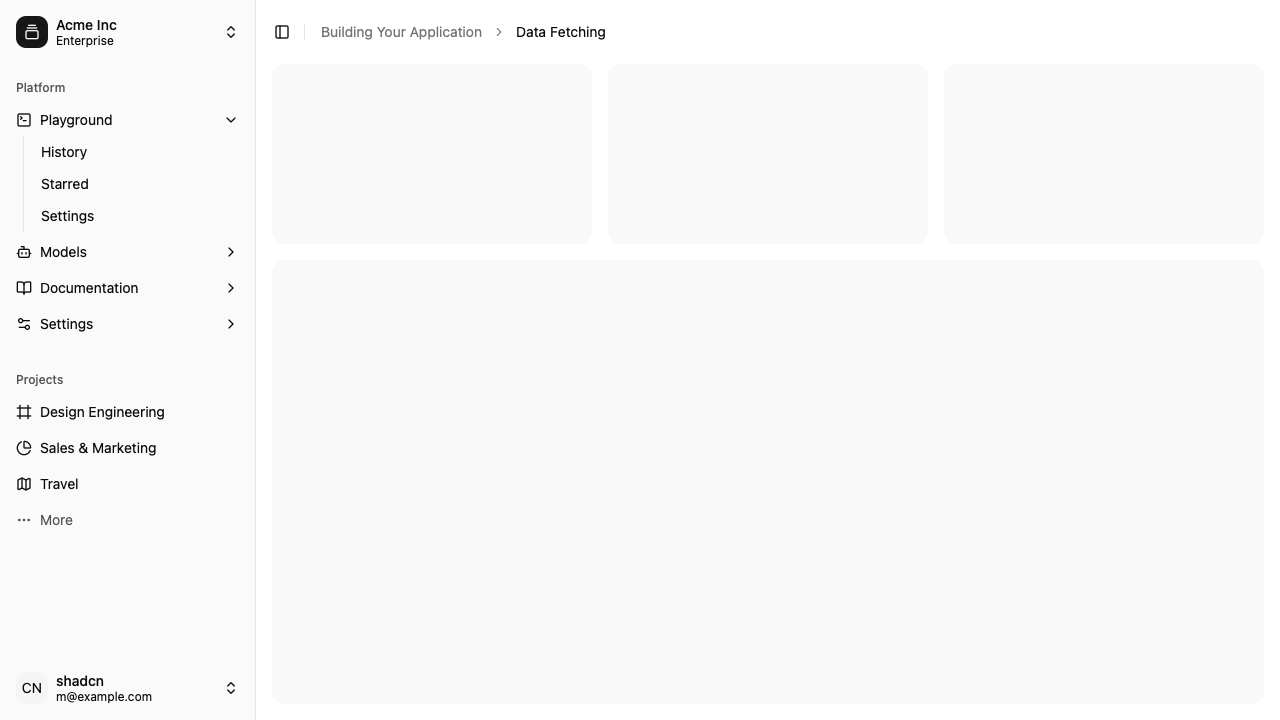 Acme Inc
Enterprise
Platform
Playground
History
Starred
Settings
Models
Documentation
Settings
Projects
Design Engineering
Sales & Marketing
Travel
More
CN
shadcn
m@example.com
Building Your Application
Data Fetching